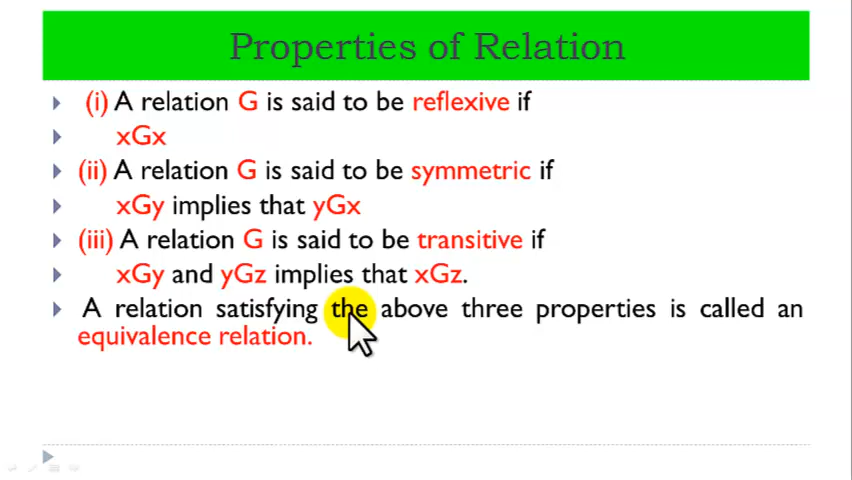 Properties of Relation
(i) A relation G is said to be reflexive if
xGx
(ii) A relation G is said to be symmetric if
xGy implies that yGx
(iii) A relation G is said to be transitive if
xGy and yGz implies that xGz.
A relation satisfying the above three properties is called an
equivalence relation.